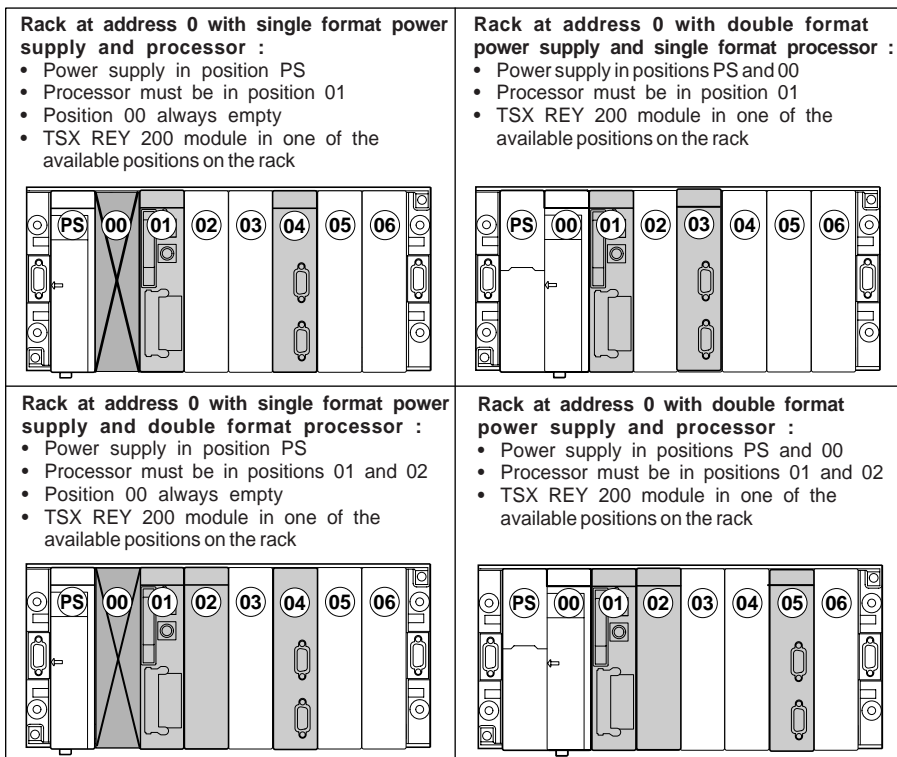 Rack at address 0 with single format power
supply and processor :
• Power supply in position PS
• Processor must be in position 01
• Position 00 always empty
• TSX REY 200 module in one of the
available positions on the rack
PS 00 01 02 03 04 05 06
Rack at address 0 with double format
power supply and single format processor :
• Power supply in positions PS and 00
• Processor must be in position 01
• TSX REY 200 module in one of the
available positions on the rack
PS 00 01 02 03 04 05 06
Rack at address 0 with single format power
supply and double format processor :
• Power supply in position PS
• Processor must be in positions 01 and 02
• Position 00 always empty
• TSX REY 200 module in one of the
available positions on the rack
PS 00 01 02 03 04 05 06
Rack at address 0 with double format
power supply and processor :
• Power supply in positions PS and 00
• Processor must be in positions 01 and 02
• TSX REY 200 module in one of the
available positions on the rack
PS 00 01 02 03 04 05 06